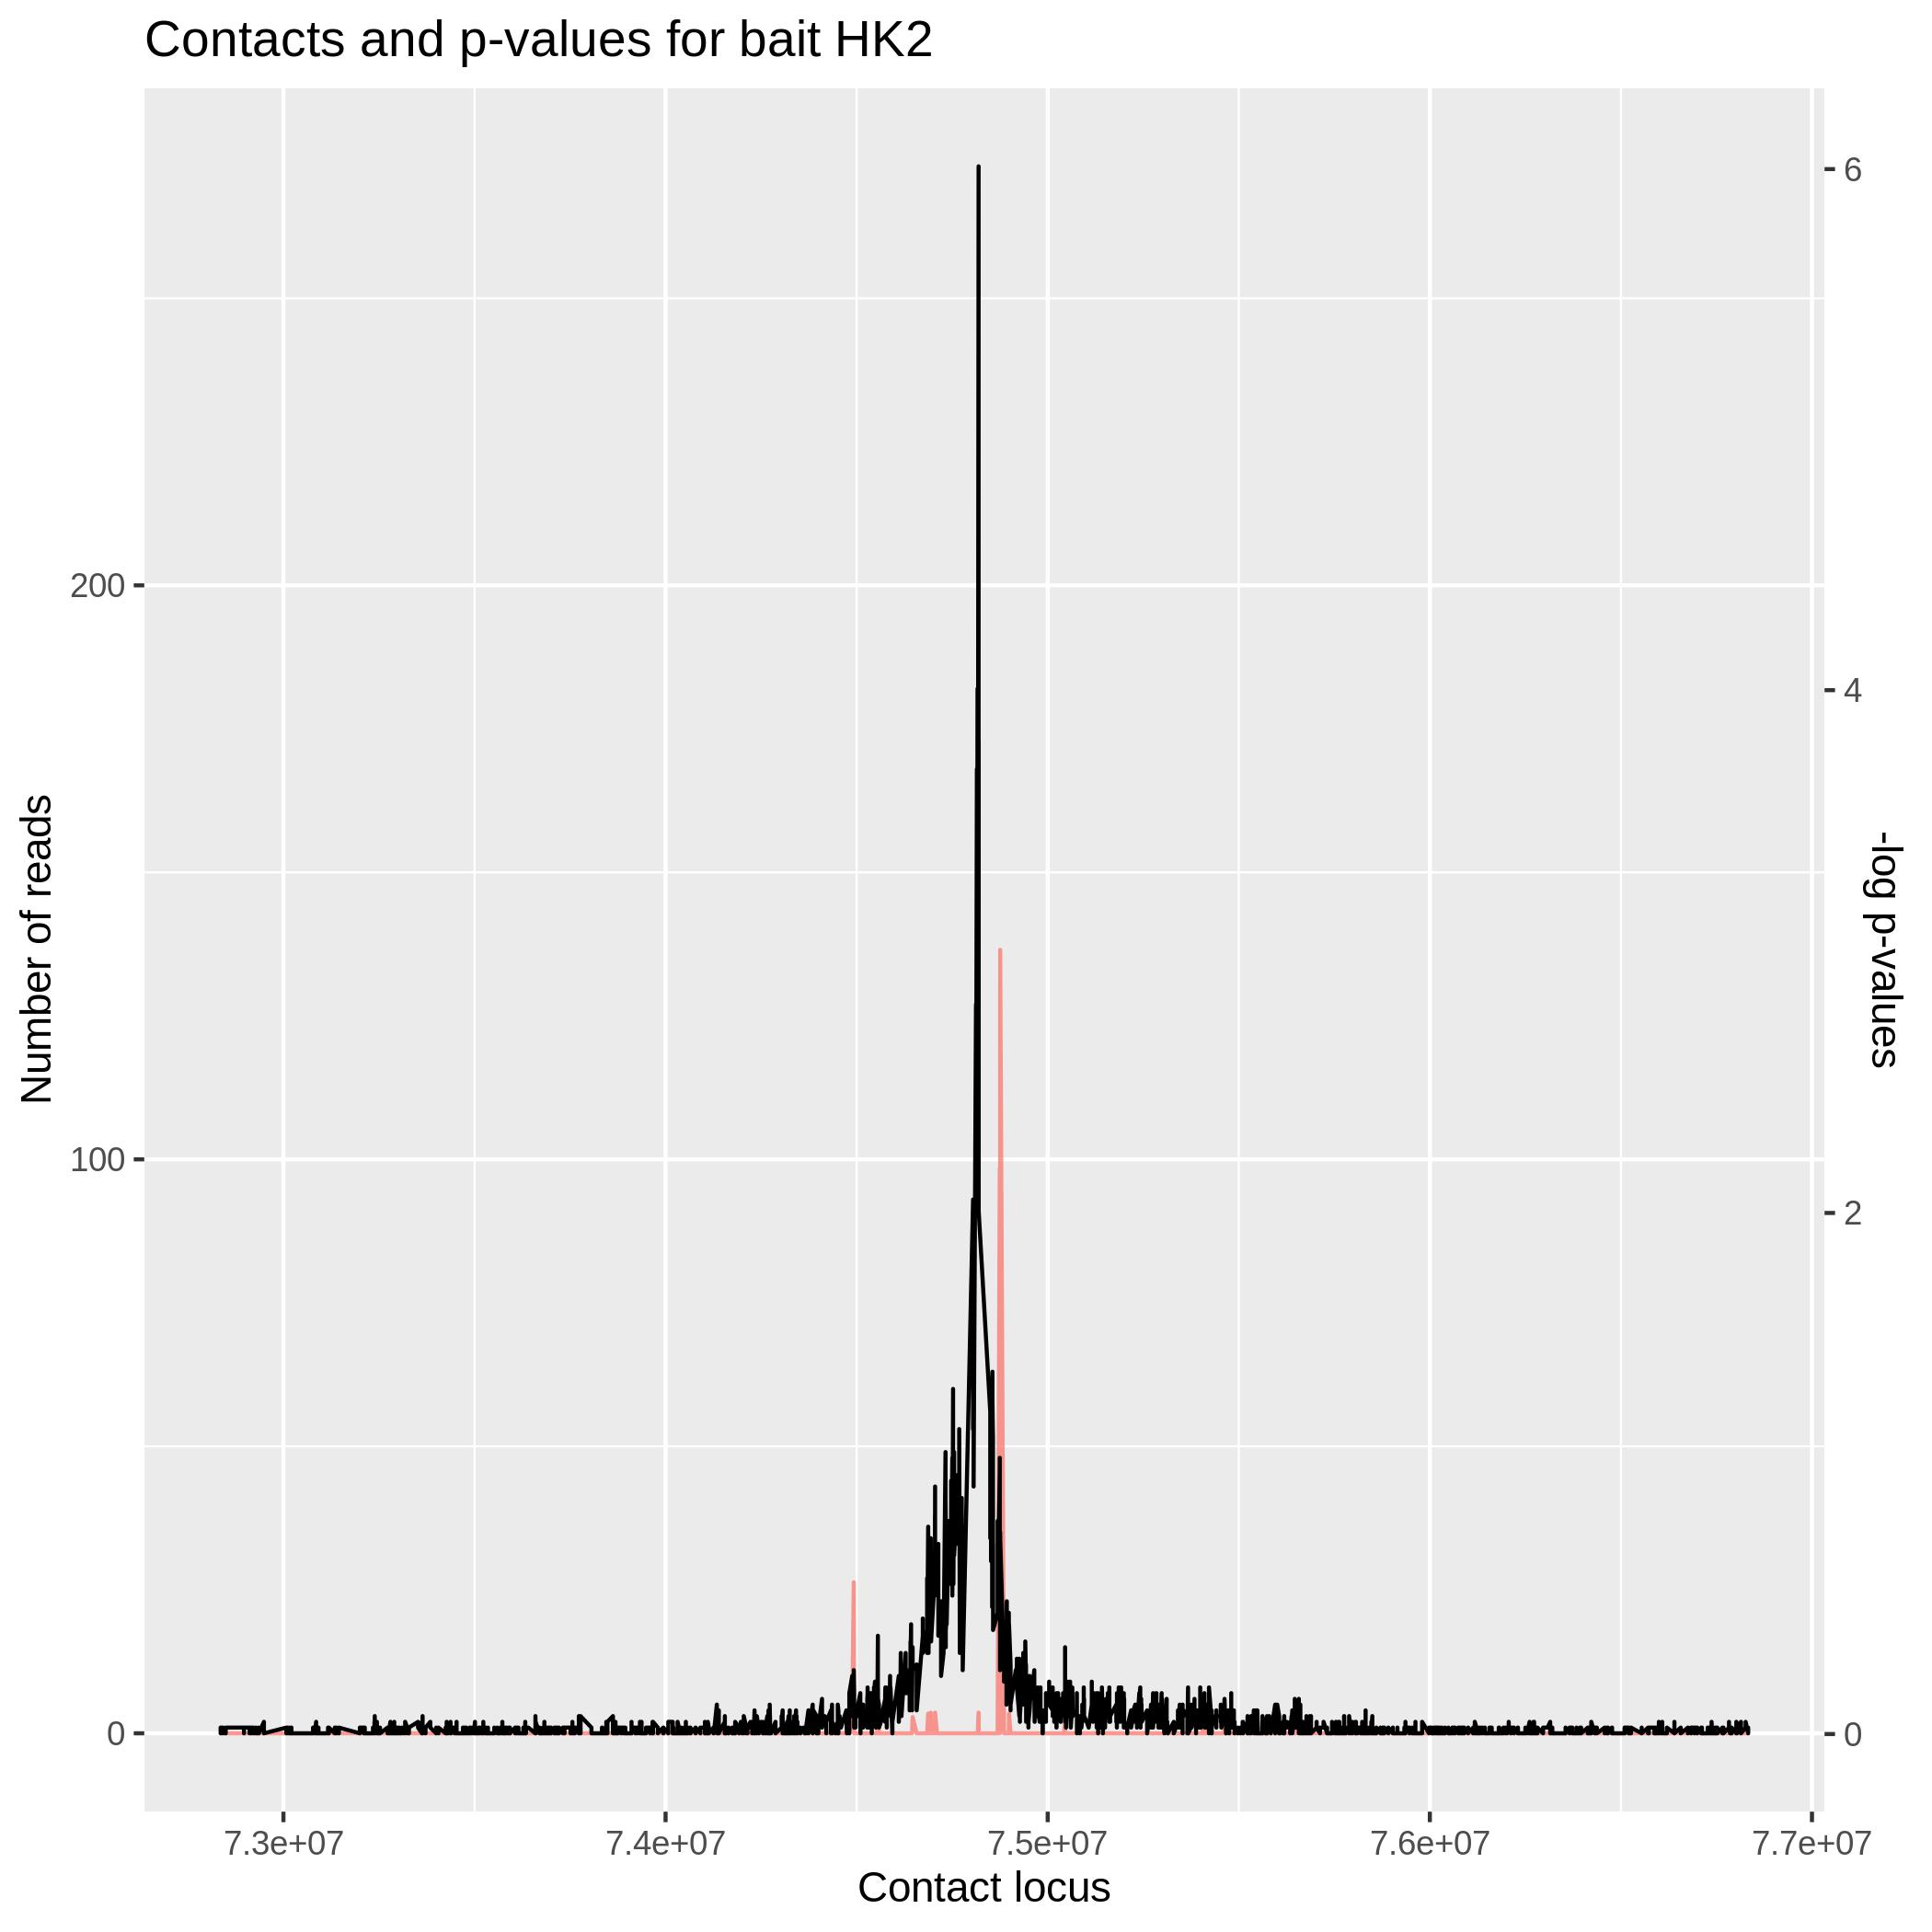 Contacts and p-values for bait HK2
6
200
4
Number of reads
-log p-values
100
2
0
0
7.3e+07
7.4e+07
7.5e+07
7.6e+07
7.7e+07
Contact locus